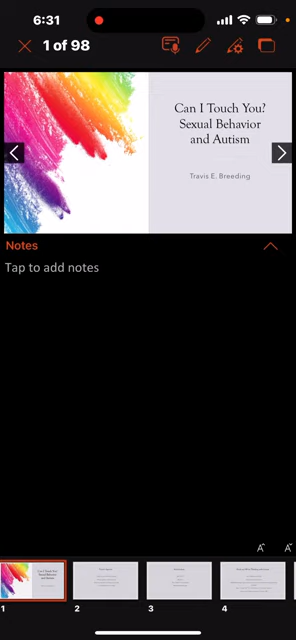 6:31
1 of 98
Can I Touch You?
Sexual Behavior
and Autism
Travis E. Breeding
Notes
Tap to add notes
A A
1
2
3
4